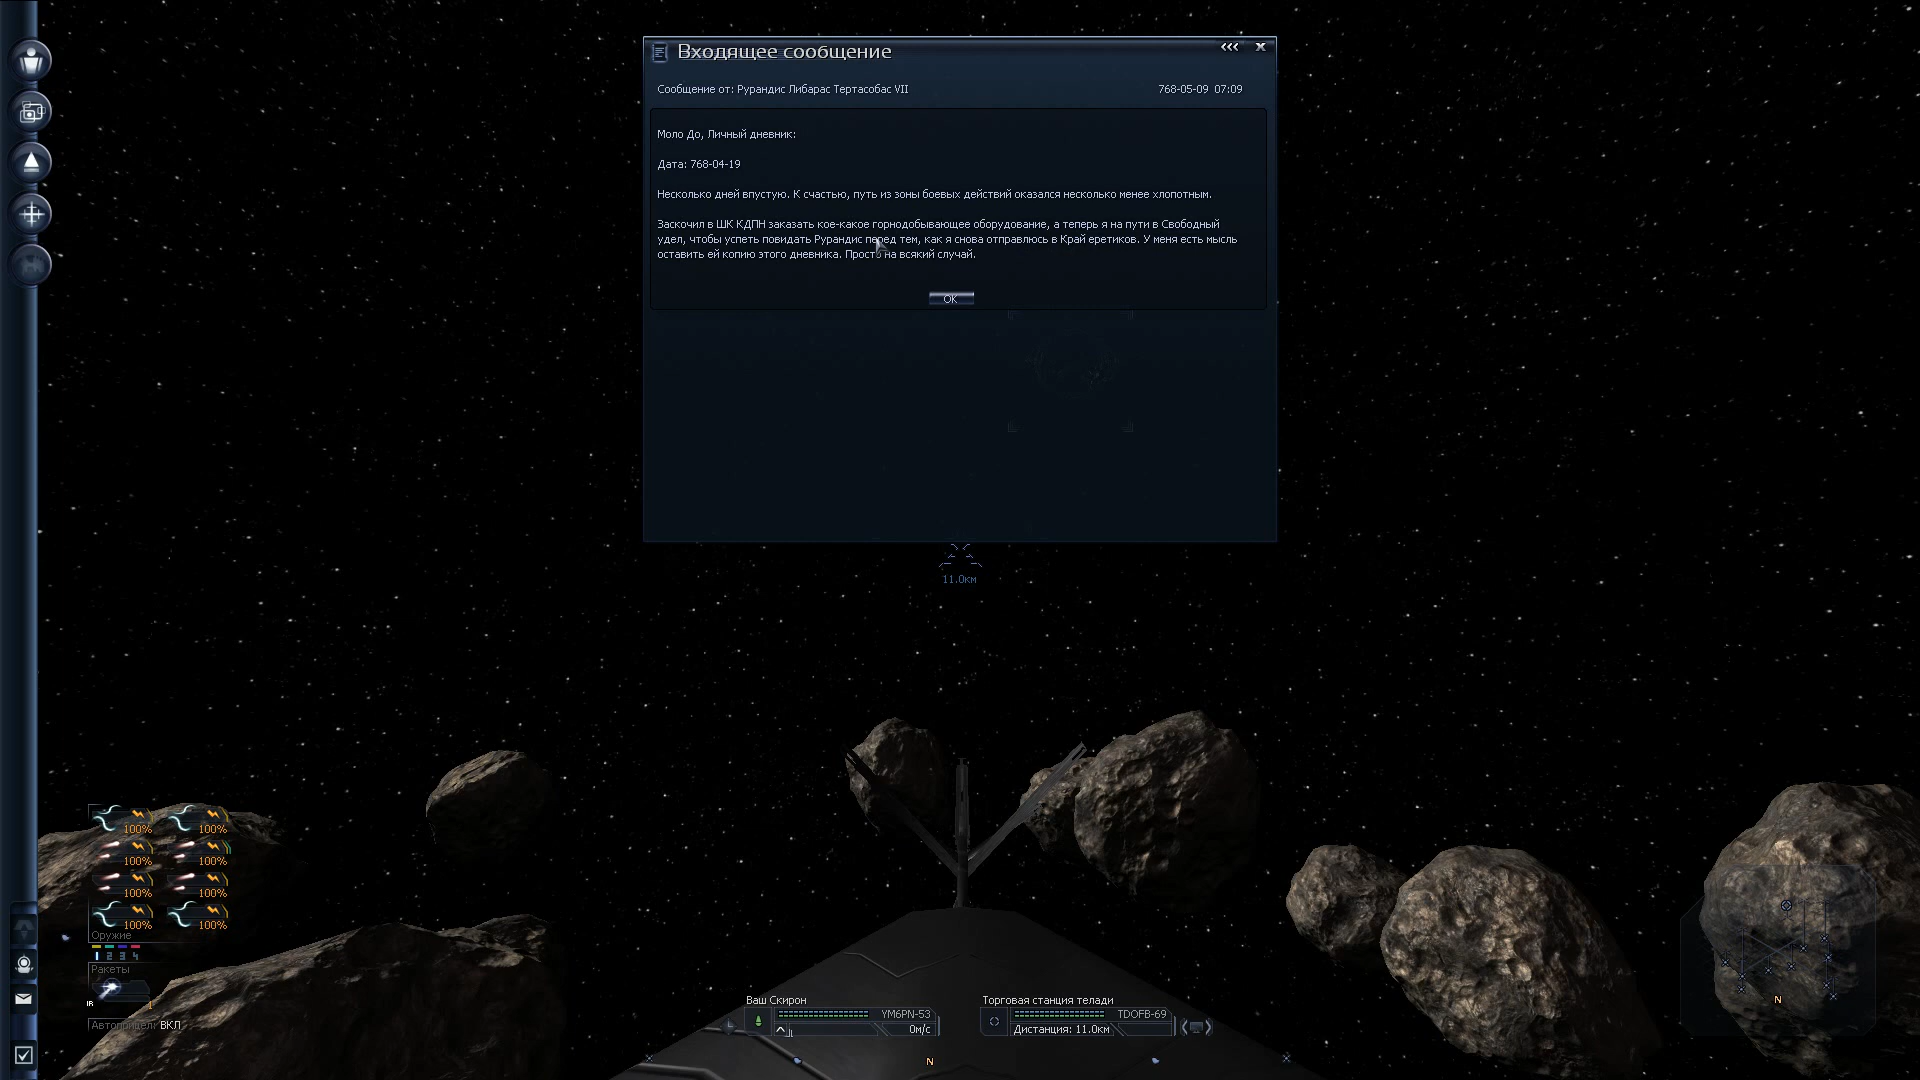 Входящее сообщение
Сообщение от: Рурандис Либарас Тертасобас VII
768-05-09 07:09
Моло До, Личный дневник:
Дата: 768-04-19
Несколько дней впустую. К счастью, путь из зоны боевых действий оказался несколько менее хлопотным.
Заскочил в ШК КДПН заказать кое-какое горнодобывающее оборудование, а теперь я на пути в Свободный
удел, чтобы успеть повидать Рурандис перед тем, как я снова отправлюсь в Край еретиков. У меня есть мысль
оставить ей копию этого дневника. Просто на всякий случай.
OK
11.0км
100% 100%
100% 100%
100% 100%
100% 100%
Оружие
1 2 3 4
Ракеты
IR 1
Автоприцел: ВКЛ
Ваш Скирон
YM6PN-53
0м/с
Торговая станция телади
TDOFB-69
Дистанция: 11.0км
N
N